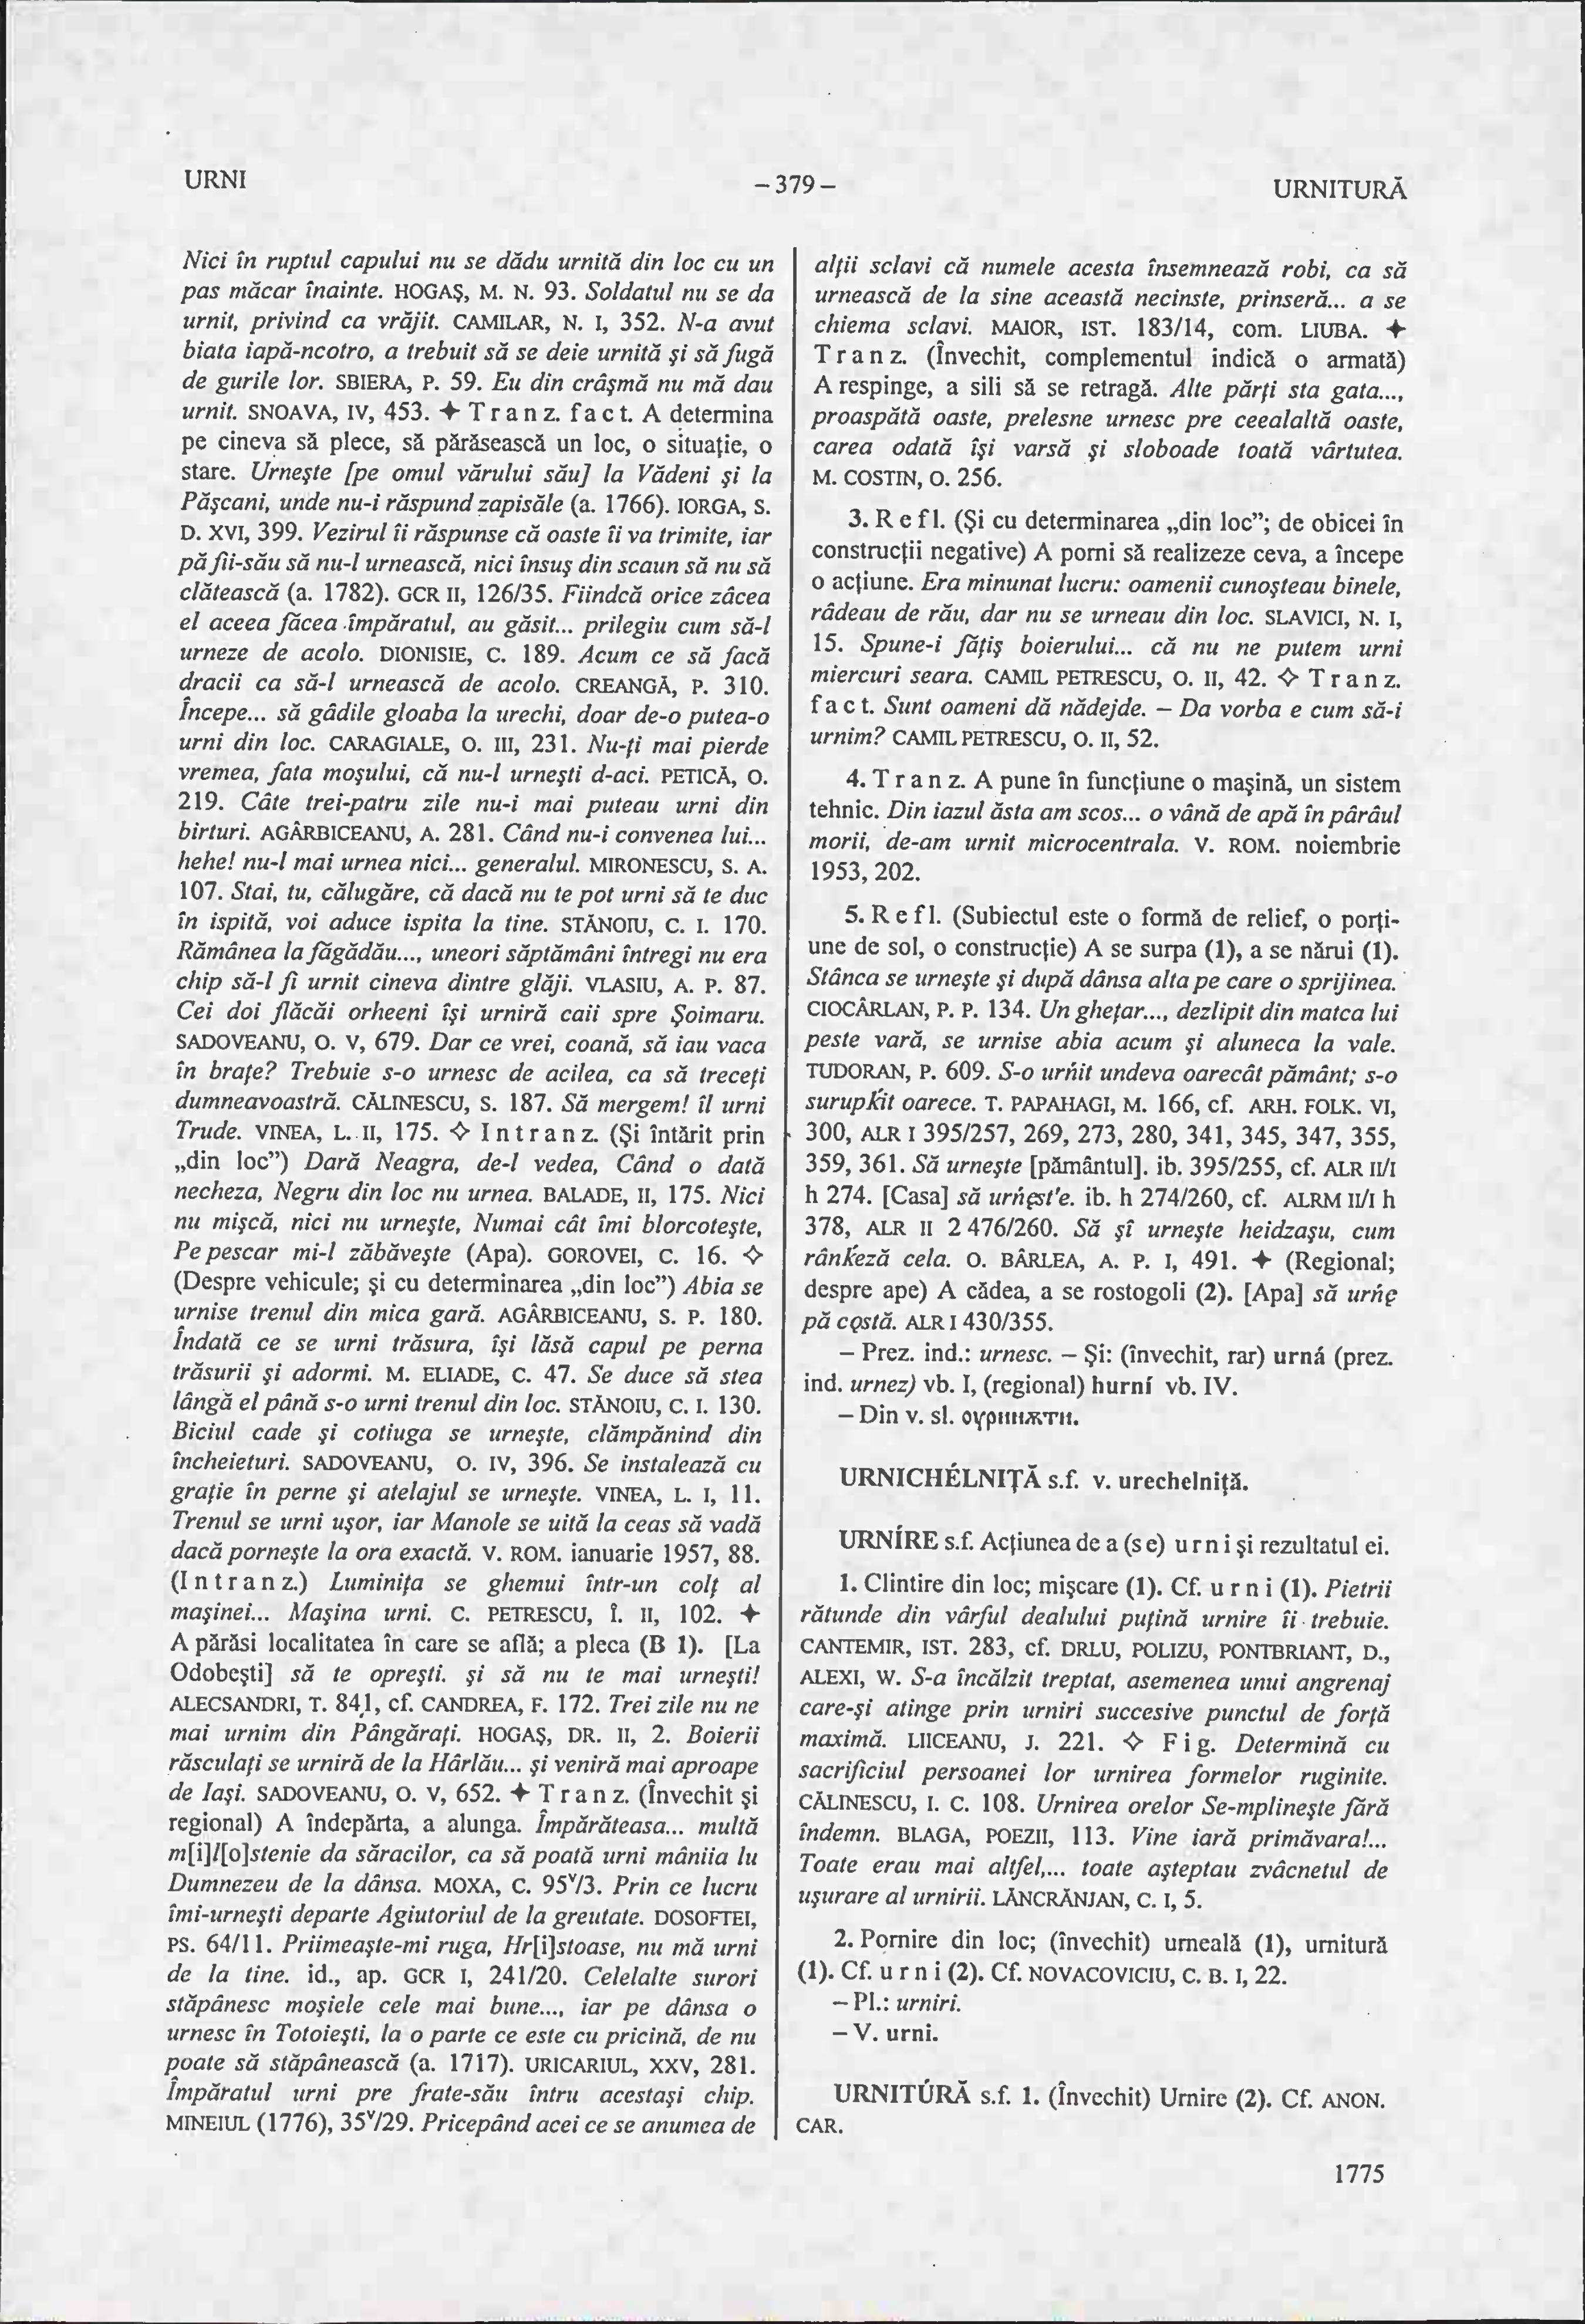 URNI
– 379 –
URNITURĂ
Nici în ruptul capului nu se dădu urnită din loc cu un
pas măcar înainte. HOGAŞ, M. N. 93. Soldatul nu se da
urnit, privind ca vrăjit. CAMILAR, N. I, 352. N-a avut
biata iapă-ncotro, a trebuit să se deie urnită şi să fugă
de gurile lor. SBIERA, P. 59. Eu din crâşmă nu mă dau
urnit. SNOAVA, IV, 453. ✦ Tranz. fact. A determina
pe cineva să plece, să părăsească un loc, o situaţie, o
stare. Urneşte [pe omul vărului său] la Vădeni şi la
Păşcani, unde nu-i răspund zapisăle (a. 1766). IORGA, S.
D. XVI, 399. Vezirul îi răspunse că oaste îi va trimite, iar
pă fii-său să nu-l urnească, nici însuş din scaun să nu să
clătească (a. 1782). GCR II, 126/35. Fiindcă orice zâcea
el aceea făcea împăratul, au găsit... prilegiu cum să-l
urneze de acolo. DIONISIE, C. 189. Acum ce să facă
dracii ca să-l urnească de acolo. CREANGĂ, P. 310.
Începe... să gâdile gloaba la urechi, doar de-o putea-o
urni din loc. CARAGIALE, O. III, 231. Nu-ţi mai pierde
vremea, fata moşului, că nu-l urneşti d-aci. PETICĂ, O.
219. Câte trei-patru zile nu-i mai puteau urni din
birturi. AGÂRBICEANU, A. 281. Când nu-i convenea lui...
hehe! nu-l mai urnea nici... generalul. MIRONESCU, S. A.
107. Stai, tu, călugăre, că dacă nu te pot urni să te duc
în ispită, voi aduce ispita la tine. STĂNOIU, C. I. 170.
Rămânea la făgădău..., uneori săptămâni întregi nu era
chip să-l fi urnit cineva dintre glăji. VLASIU, A. P. 87.
Cei doi flăcăi orheeni îşi urniră caii spre Şoimaru.
SADOVEANU, O. V, 679. Dar ce vrei, coană, să iau vaca
în braţe? Trebuie s-o urnesc de acilea, ca să treceţi
dumneavoastră. CĂLINESCU, S. 187. Să mergem! îl urni
Trude. VINEA, L. II, 175. ✧ Intranz. (Şi întărit prin
„din loc”) Dară Neagra, de-l vedea, Când o dată
necheza, Negru din loc nu urnea. BALADE, II, 175. Nici
nu mişcă, nici nu urneşte, Numai cât îmi blorcoteşte,
Pe pescar mi-l zăbăveşte (Apa). GOROVEI, C. 16. ✧
(Despre vehicule; şi cu determinarea „din loc”) Abia se
urnise trenul din mica gară. AGÂRBICEANU, S. P. 180.
Îndată ce se urni trăsura, îşi lăsă capul pe perna
trăsurii şi adormi. M. ELIADE, C. 47. Se duce să stea
lângă el până s-o urni trenul din loc. STĂNOIU, C. I. 130.
Biciul cade şi cotiuga se urneşte, clămpănind din
încheieturi. SADOVEANU, O. IV, 396. Se instalează cu
graţie în perne şi atelajul se urneşte. VINEA, L. I, 11.
Trenul se urni uşor, iar Manole se uită la ceas să vadă
dacă porneşte la ora exactă. V. ROM. ianuarie 1957, 88.
(Intranz.) Luminiţa se ghemui într-un colţ al
maşinei... Maşina urni. C. PETRESCU, Î. II, 102. ✦
A părăsi localitatea în care se află; a pleca (B 1). [La
Odobeşti] să te opreşti. şi să nu te mai urneşti!
ALECSANDRI, T. 841, cf. CANDREA, F. 172. Trei zile nu ne
mai urnim din Pângăraţi. HOGAŞ, DR. II, 2. Boierii
răsculaţi se urniră de la Hârlău... şi veniră mai aproape
de Iaşi. SADOVEANU, O. V, 652. ✦ Tranz. (Învechit şi
regional) A îndepărta, a alunga. Împărăteasa... multă
m[i]l[o]stenie da săracilor, ca să poată urni mâniia lu
Dumnezeu de la dânsa. MOXA, C. 95ᵛ/3. Prin ce lucru
îmi-urneşti departe Agiutoriul de la greutate. DOSOFTEI,
PS. 64/11. Priimeaşte-mi ruga, Hr[i]stoase, nu mă urni
de la tine. id., ap. GCR I, 241/20. Celelalte surori
stăpânesc moşiele cele mai bune..., iar pe dânsa o
urnesc în Totoieşti, la o parte ce este cu pricină, de nu
poate să stăpânească (a. 1717). URICARIUL, XXV, 281.
Împăratul urni pre frate-său întru acestaşi chip.
MINEIUL (1776), 35ᵛ/29. Pricepând acei ce se anumea de
alţii sclavi că numele acesta însemnează robi, ca să
urnească de la sine această necinste, prinseră... a se
chiema sclavi. MAIOR, IST. 183/14, com. LIUBA. ✦
Tranz. (Învechit, complementul indică o armată)
A respinge, a sili să se retragă. Alte părţi sta gata...,
proaspătă oaste, prelesne urnesc pre ceealaltă oaste,
carea odată îşi varsă şi sloboade toată vârtutea.
M. COSTIN, O. 256.
3. Refl. (Şi cu determinarea „din loc”; de obicei în
construcţii negative) A porni să realizeze ceva, a începe
o acţiune. Era minunat lucru: oamenii cunoşteau binele,
râdeau de rău, dar nu se urneau din loc. SLAVICI, N. I,
15. Spune-i făţiş boierului... că nu ne putem urni
miercuri seara. CAMIL PETRESCU, O. II, 42. ✧ Tranz.
fact. Sunt oameni dă nădejde. – Da vorba e cum să-i
urnim? CAMIL PETRESCU, O. II, 52.
4. Tranz. A pune în funcţiune o maşină, un sistem
tehnic. Din iazul ăsta am scos... o vână de apă în pârâul
morii, de-am urnit microcentrala. V. ROM. noiembrie
1953, 202.
5. Refl. (Subiectul este o formă de relief, o porţi-
une de sol, o construcţie) A se surpa (1), a se nărui (1).
Stânca se urneşte şi după dânsa alta pe care o sprijinea.
CIOCÂRLAN, P. P. 134. Un gheţar..., dezlipit din matca lui
peste vară, se urnise abia acum şi aluneca la vale.
TUDORAN, P. 609. S-o urńit undeva oarecât pământ; s-o
surupḱit oarece. T. PAPAHAGI, M. 166, cf. ARH. FOLK. VI,
300, ALR I 395/257, 269, 273, 280, 341, 345, 347, 355,
359, 361. Să urneşte [pământul]. ib. 395/255, cf. ALR II/I
h 274. [Casa] să urńęst'e. ib. h 274/260, cf. ALRM II/I h
378, ALR II 2 476/260. Să şî urneşte heidzaşu, cum
rânḱeză cela. O. BÂRLEA, A. P. I, 491. ✦ (Regional;
despre ape) A cădea, a se rostogoli (2). [Apa] să urńę
pă cǫstă. ALR I 430/355.
– Prez. ind.: urnesc. – Şi: (învechit, rar) urná (prez.
ind. urnez) vb. I, (regional) hurní vb. IV.
– Din v. sl. ѹринѫти.
URNICHÉLNIŢĂ s.f. v. urechelniţă.
URNÍRE s.f. Acţiunea de a (se) urni şi rezultatul ei.
1. Clintire din loc; mişcare (1). Cf. urni (1). Pietrii
rătunde din vârful dealului puţină urnire îi trebuie.
CANTEMIR, IST. 283, cf. DRLU, POLIZU, PONTBRIANT, D.,
ALEXI, W. S-a încălzit treptat, asemenea unui angrenaj
care-şi atinge prin urniri succesive punctul de forţă
maximă. LIICEANU, J. 221. ✧ Fig. Determină cu
sacrificiul persoanei lor urnirea formelor ruginite.
CĂLINESCU, I. C. 108. Urnirea orelor Se-mplineşte fără
îndemn. BLAGA, POEZII, 113. Vine iară primăvara!...
Toate erau mai altfel,... toate aşteptau zvâcnetul de
uşurare al urnirii. LĂNCRĂNJAN, C. I, 5.
2. Pornire din loc; (învechit) urneală (1), urnitură
(1). Cf. urni (2). Cf. NOVACOVICIU, C. B. I, 22.
– Pl.: urniri.
– V. urni.
URNITÚRĂ s.f. 1. (Învechit) Urnire (2). Cf. ANON.
CAR.
1775